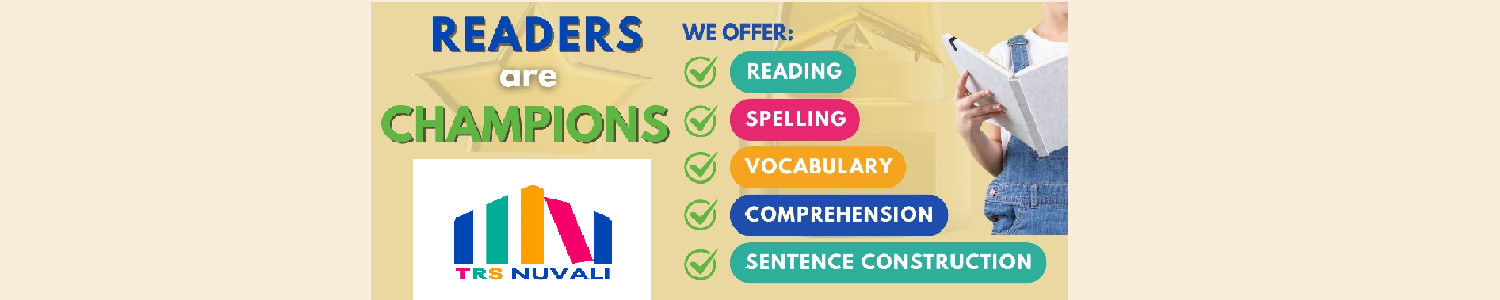 READERS
are
CHAMPIONS
TRS NUVALI
WE OFFER:
READING
SPELLING
VOCABULARY
COMPREHENSION
SENTENCE CONSTRUCTION